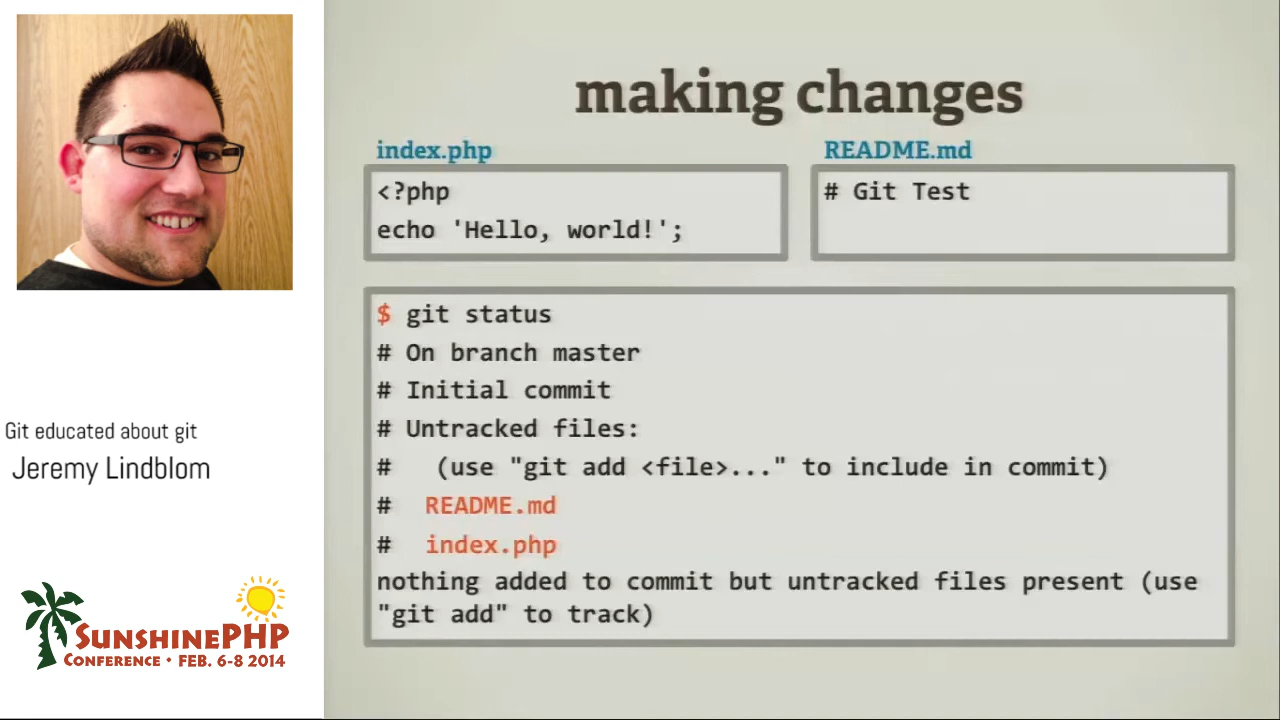 making changes
index.php
<?php
echo 'Hello, world!';
README.md
# Git Test
$ git status
# On branch master
# Initial commit
# Untracked files:
#   (use "git add <file>..." to include in commit)
#   README.md
#   index.php
nothing added to commit but untracked files present (use
"git add" to track)
Git educated about git
Jeremy Lindblom
SunshinePHP
Conference • Feb. 6-8 2014